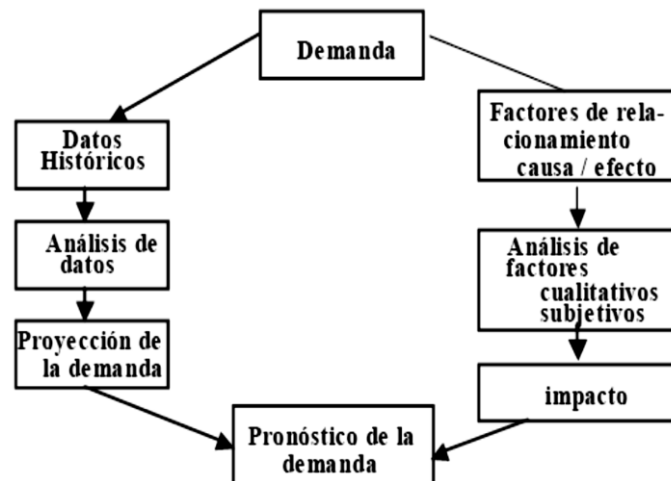 Demanda
Datos
Históricos
Análisis de
datos
Proyección de
la demanda
Factores de rela-
cionamiento
causa / efecto
Análisis de
factores
cualitativos
subjetivos
impacto
Pronóstico de la
demanda